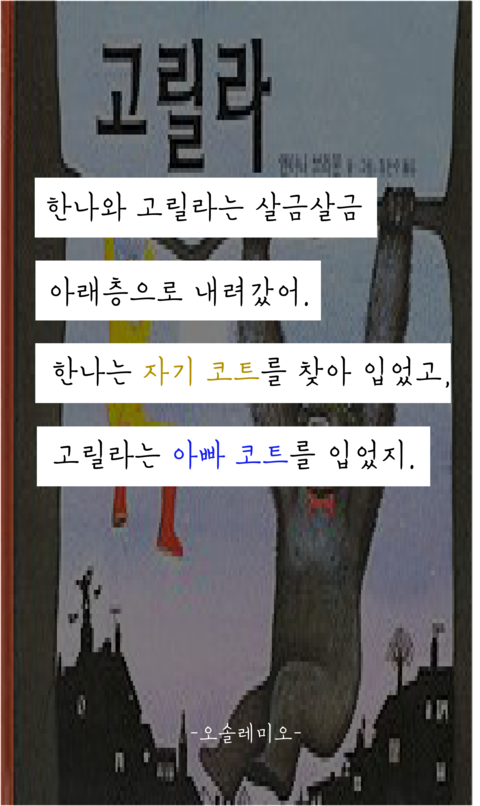 고릴라
한나와 고릴라는 살금살금
아래층으로 내려갔어.
한나는 자기 코트를 찾아 입었고,
고릴라는 아빠 코트를 입었지.
-오솔레미오-